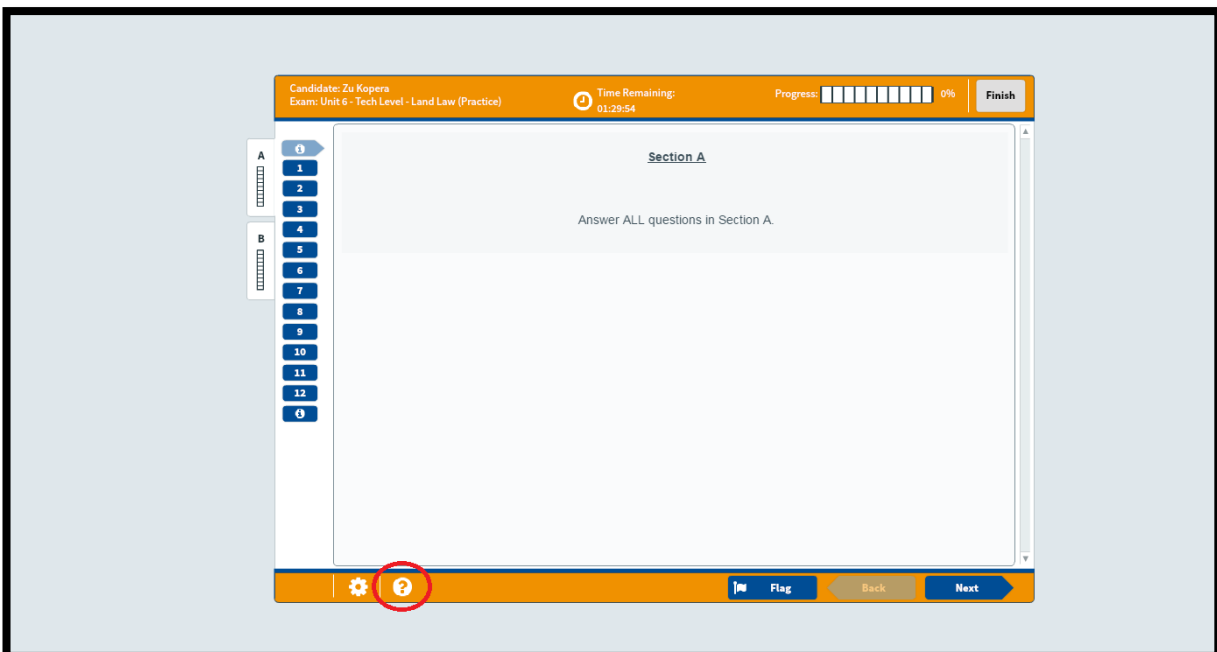 Candidate: Zu Kopera
Exam: Unit 6 - Tech Level - Land Law (Practice)
Time Remaining:
01:29:54
Progress:
0%
Finish
A
B
1
2
3
4
5
6
7
8
9
10
11
12
Section A
Answer ALL questions in Section A.
?
Flag
Back
Next